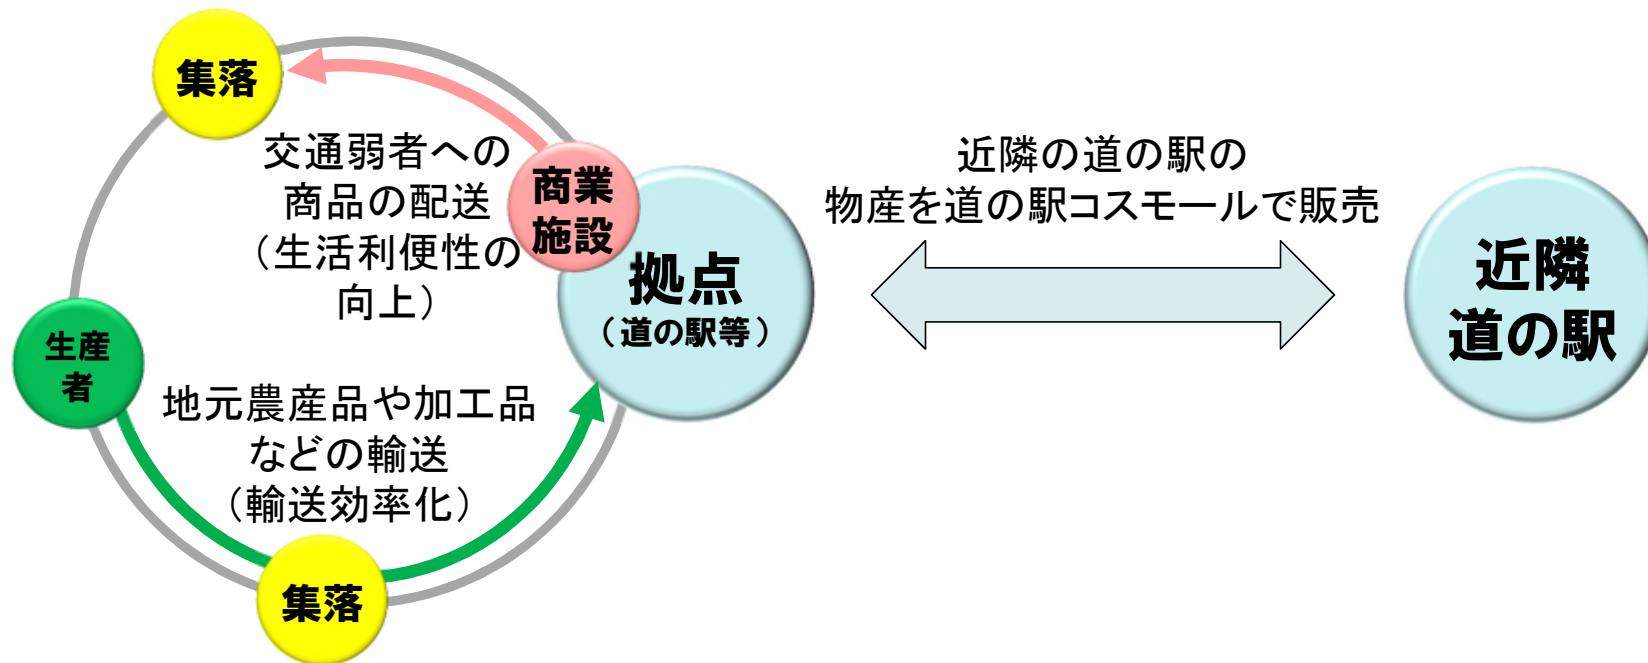 集落
交通弱者への
商品の配送
（生活利便性の
向上）
商業
施設
拠点
（道の駅等）
生産
者
地元農産品や加工品
などの輸送
（輸送効率化）
集落
近隣の道の駅の
物産を道の駅コスモールで販売
近隣
道の駅